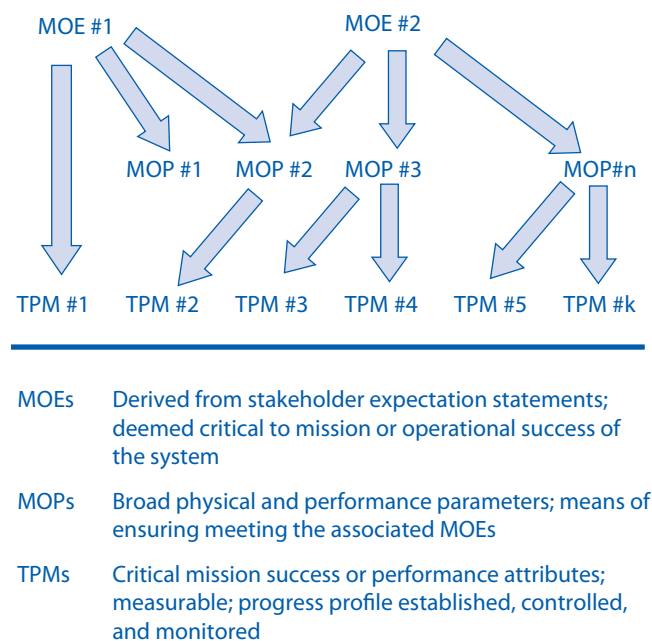 MOE #1 MOE #2
MOP #1 MOP #2 MOP #3 MOP#n
TPM #1 TPM #2 TPM #3 TPM #4 TPM #5 TPM #k
MOEs Derived from stakeholder expectation statements;
deemed critical to mission or operational success of
the system
MOPs Broad physical and performance parameters; means of
ensuring meeting the associated MOEs
TPMs Critical mission success or performance attributes;
measurable; progress profile established, controlled,
and monitored